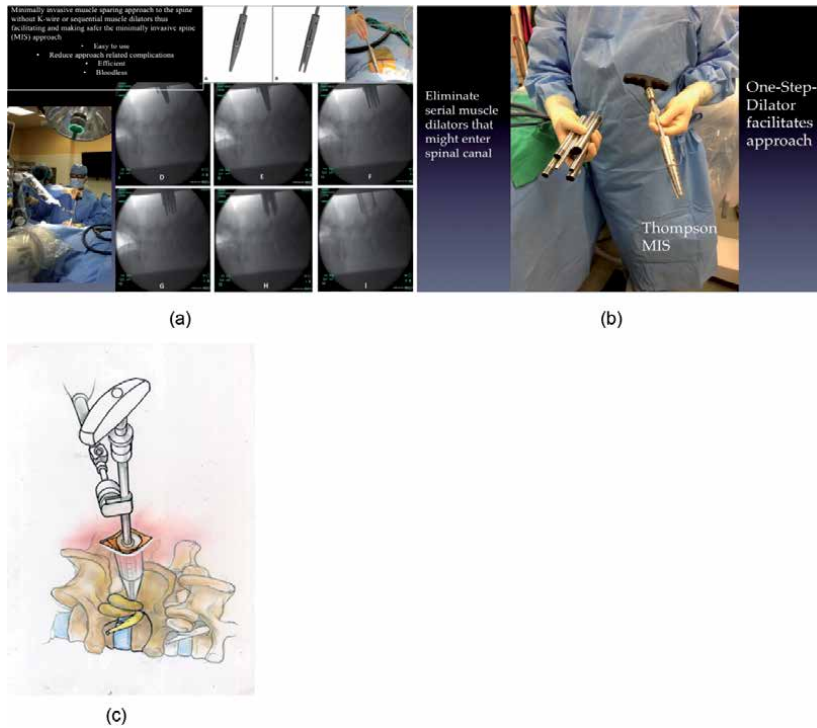 Minimally invasive muscle sparing approach to the spine
without K-wire or sequential muscle dilators thus
facilitating and making safer the minimally invasive spine
(MIS) approach
• Easy to use
• Reduce approach related complications
• Efficient
• Bloodless
D
E
F
G
H
I
(a)
Eliminate
serial muscle
dilators that
might enter
spinal canal
Thompson
MIS
One-Step-
Dilator
facilitates
approach
(b)
(c)